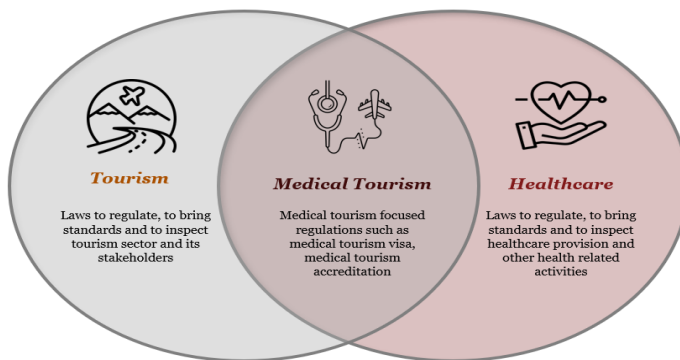 Tourism
Laws to regulate, to bring
standards and to inspect
tourism sector and its
stakeholders
Medical Tourism
Medical tourism focused
regulations such as
medical tourism visa,
medical tourism
accreditation
Healthcare
Laws to regulate, to bring
standards and to inspect
healthcare provision and
other health related
activities